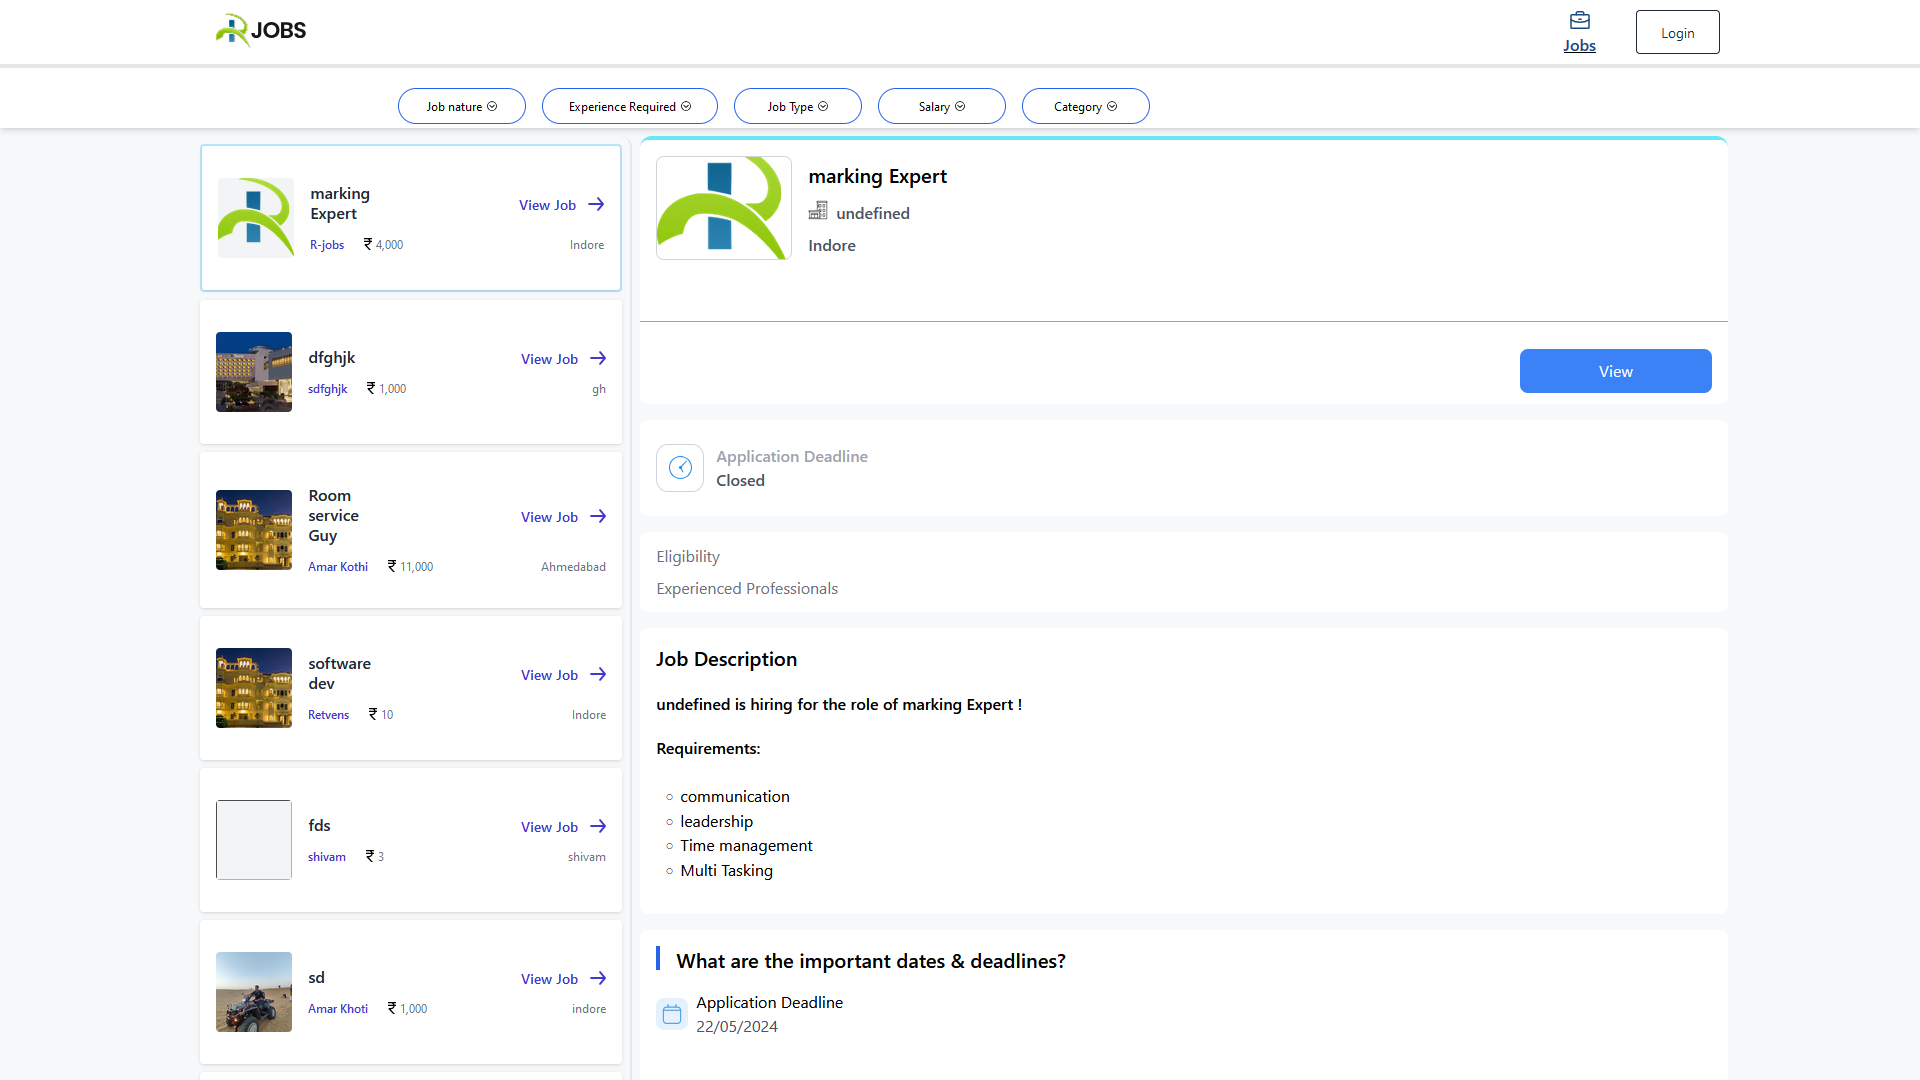 JOBS
Jobs
Login
Job nature
Experience Required
Job Type
Salary
Category
marking
Expert
View Job
R-jobs
₹ 4,000
Indore
dfghjk
View Job
sdfghjk
₹ 1,000
gh
Room
service
Guy
View Job
Amar Kothi
₹ 11,000
Ahmedabad
software
dev
View Job
Retvens
₹ 10
Indore
fds
View Job
shivam
₹ 3
shivam
sd
View Job
Amar Khoti
₹ 1,000
indore
marking Expert
undefined
Indore
View
Application Deadline
Closed
Eligibility
Experienced Professionals
Job Description
undefined is hiring for the role of marking Expert !
Requirements:
communication
leadership
Time management
Multi Tasking
What are the important dates & deadlines?
Application Deadline
22/05/2024